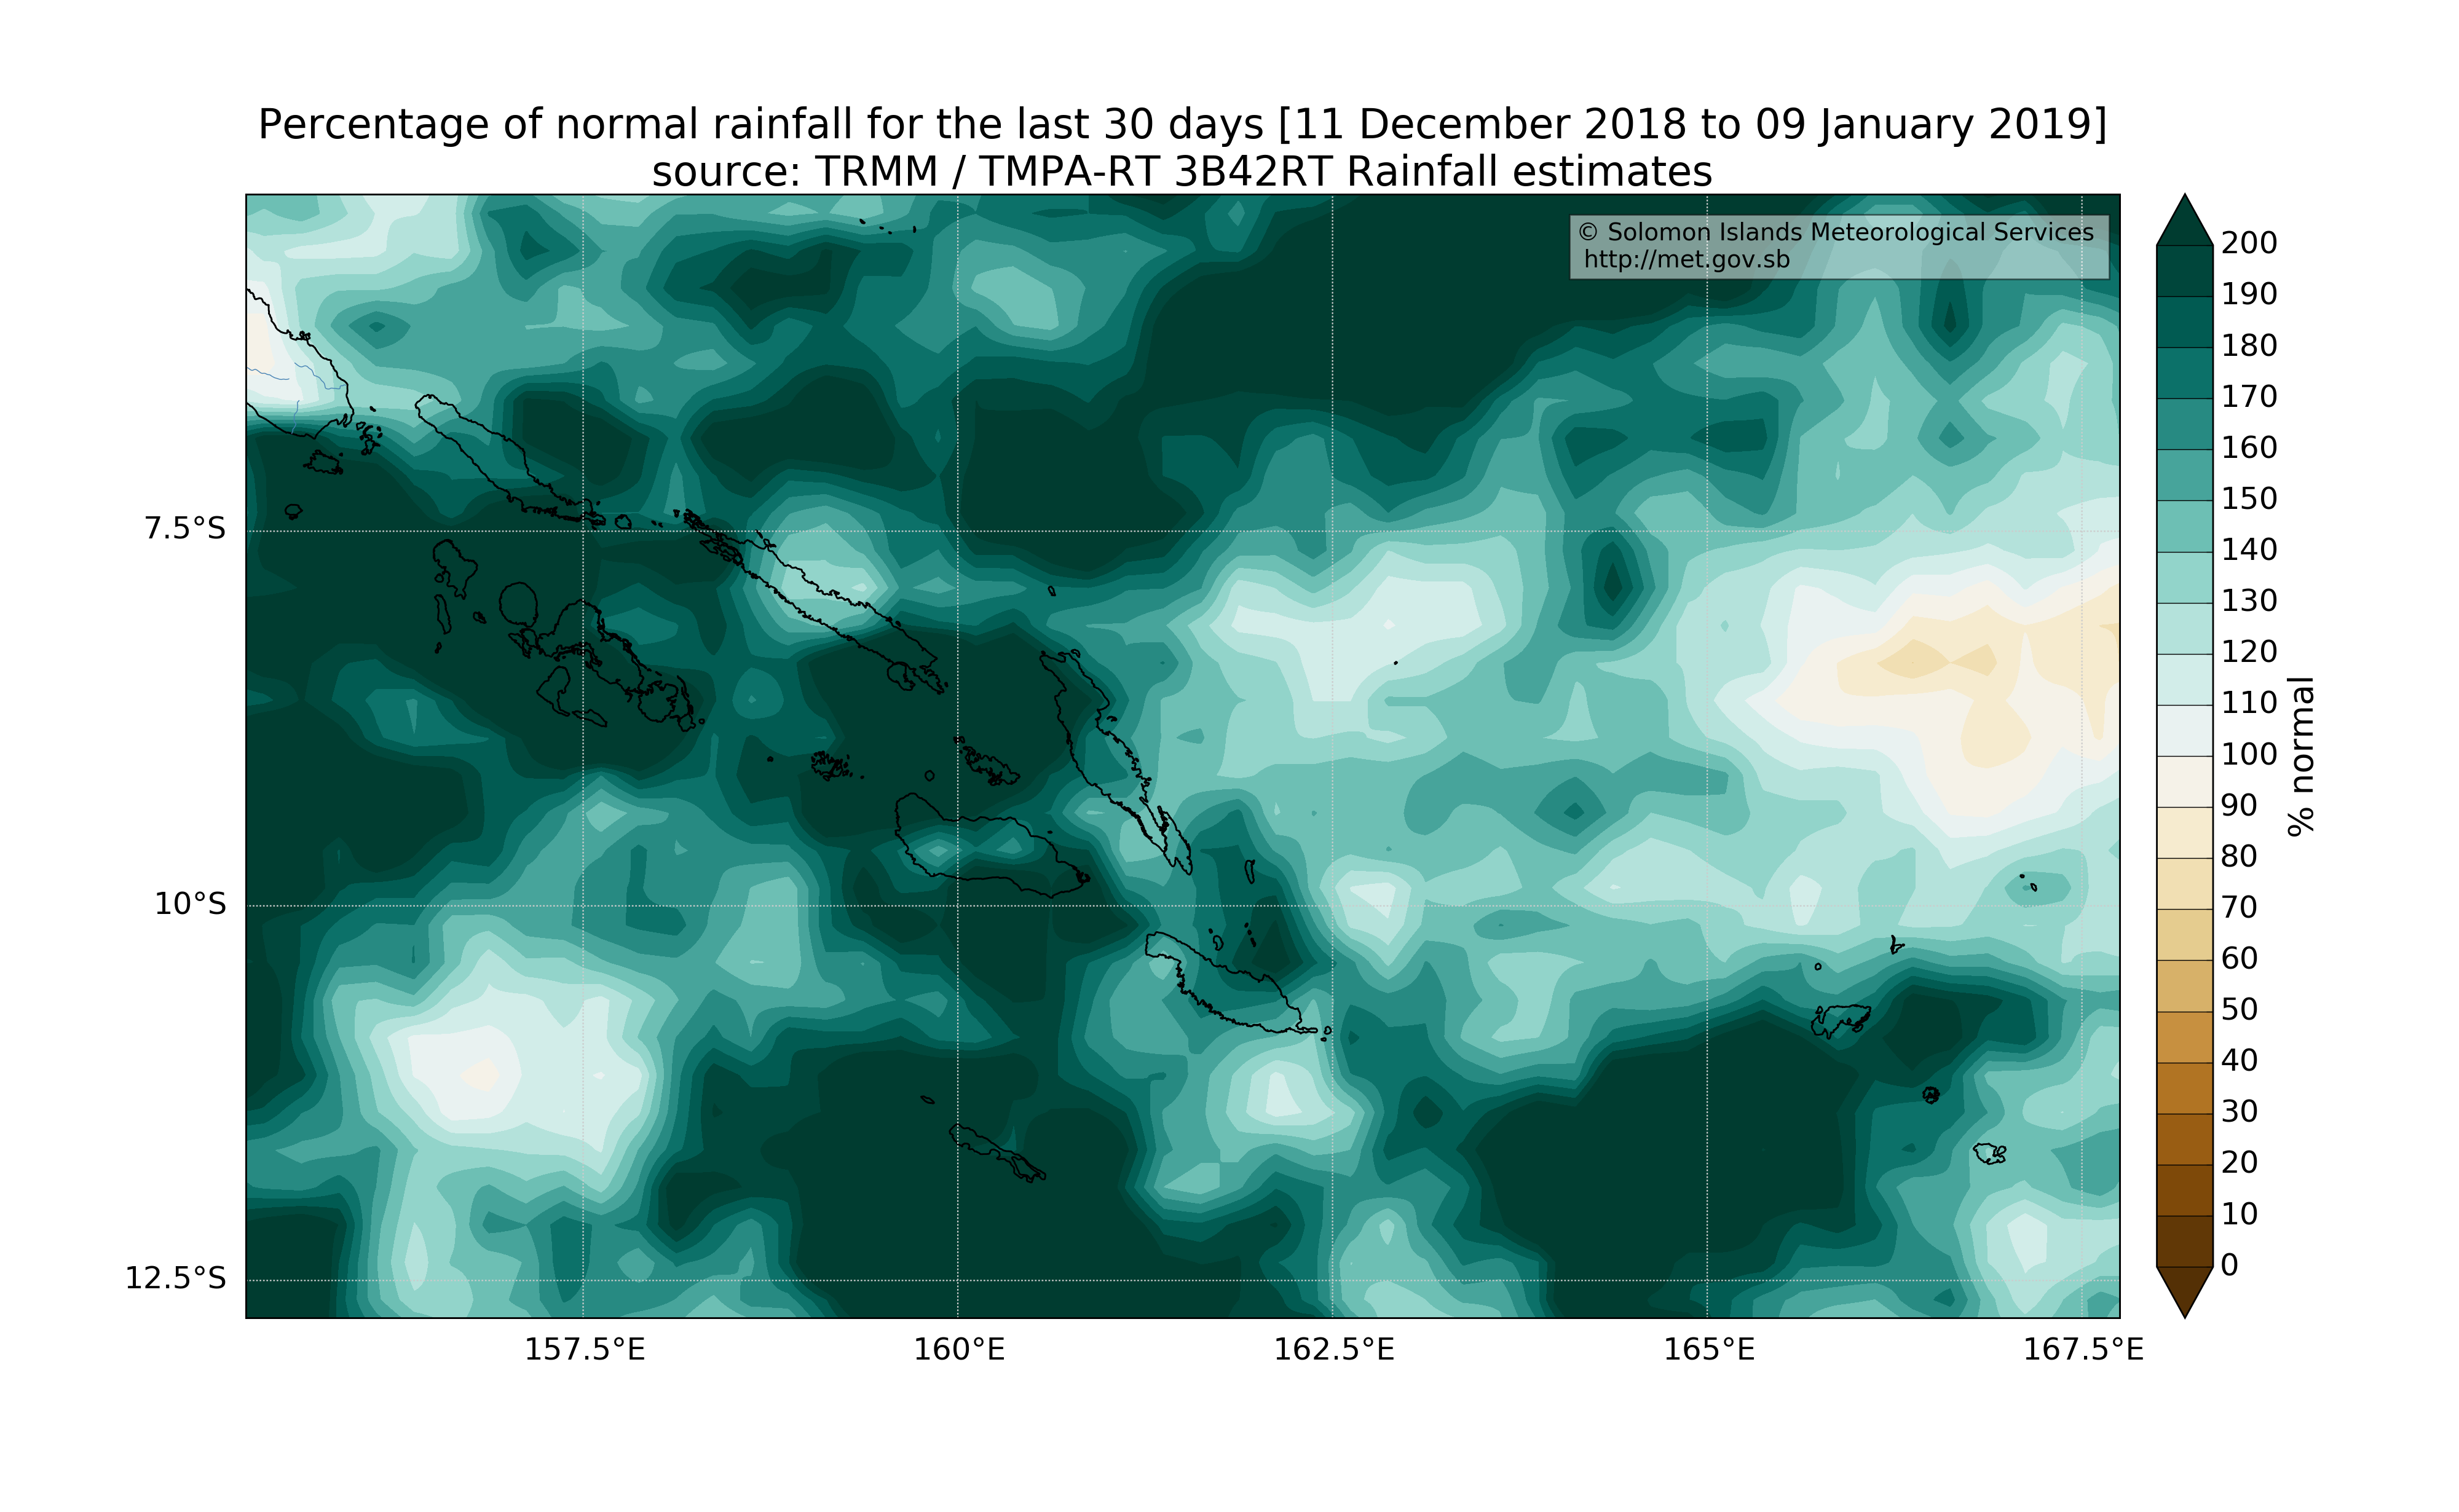 Percentage of normal rainfall for the last 30 days [11 December 2018 to 09 January 2019]
source: TRMM / TMPA-RT 3B42RT Rainfall estimates
© Solomon Islands Meteorological Services
http://met.gov.sb
7.5°S
10°S
12.5°S
157.5°E
160°E
162.5°E
165°E
167.5°E
200
190
180
170
160
150
140
130
120
110
100
90
80
70
60
50
40
30
20
10
0
% normal